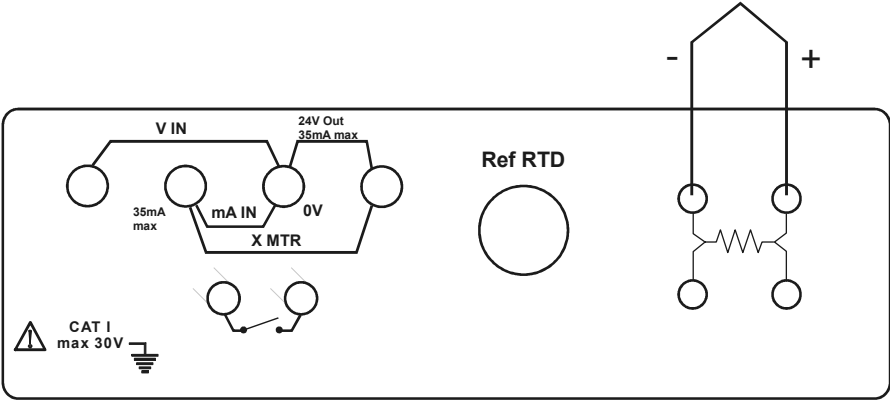 - +
V IN
24V Out
35mA max
Ref RTD
35mA
max
mA IN
0V
X MTR
CAT I
max 30V